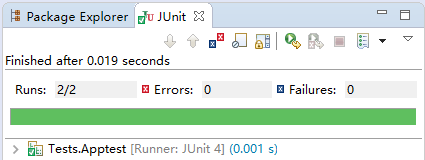 Package Explorer JUnit
Finished after 0.019 seconds
Runs: 2/2 Errors: 0 Failures: 0
Tests.Apptest [Runner: JUnit 4] (0.001 s)